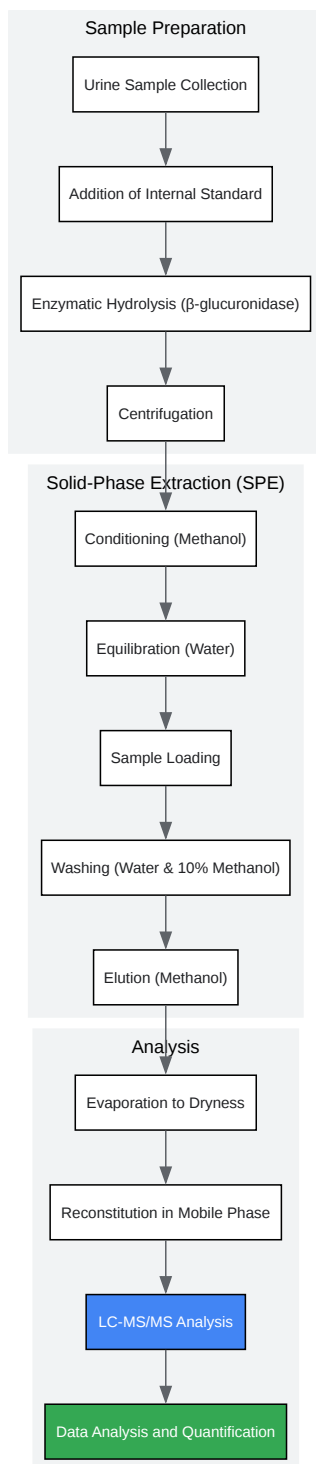 Sample Preparation
Urine Sample Collection
Addition of Internal Standard
Enzymatic Hydrolysis (β-glucuronidase)
Centrifugation
Solid-Phase Extraction (SPE)
Conditioning (Methanol)
Equilibration (Water)
Sample Loading
Washing (Water & 10% Methanol)
Elution (Methanol)
Analysis
Evaporation to Dryness
Reconstitution in Mobile Phase
LC-MS/MS Analysis
Data Analysis and Quantification